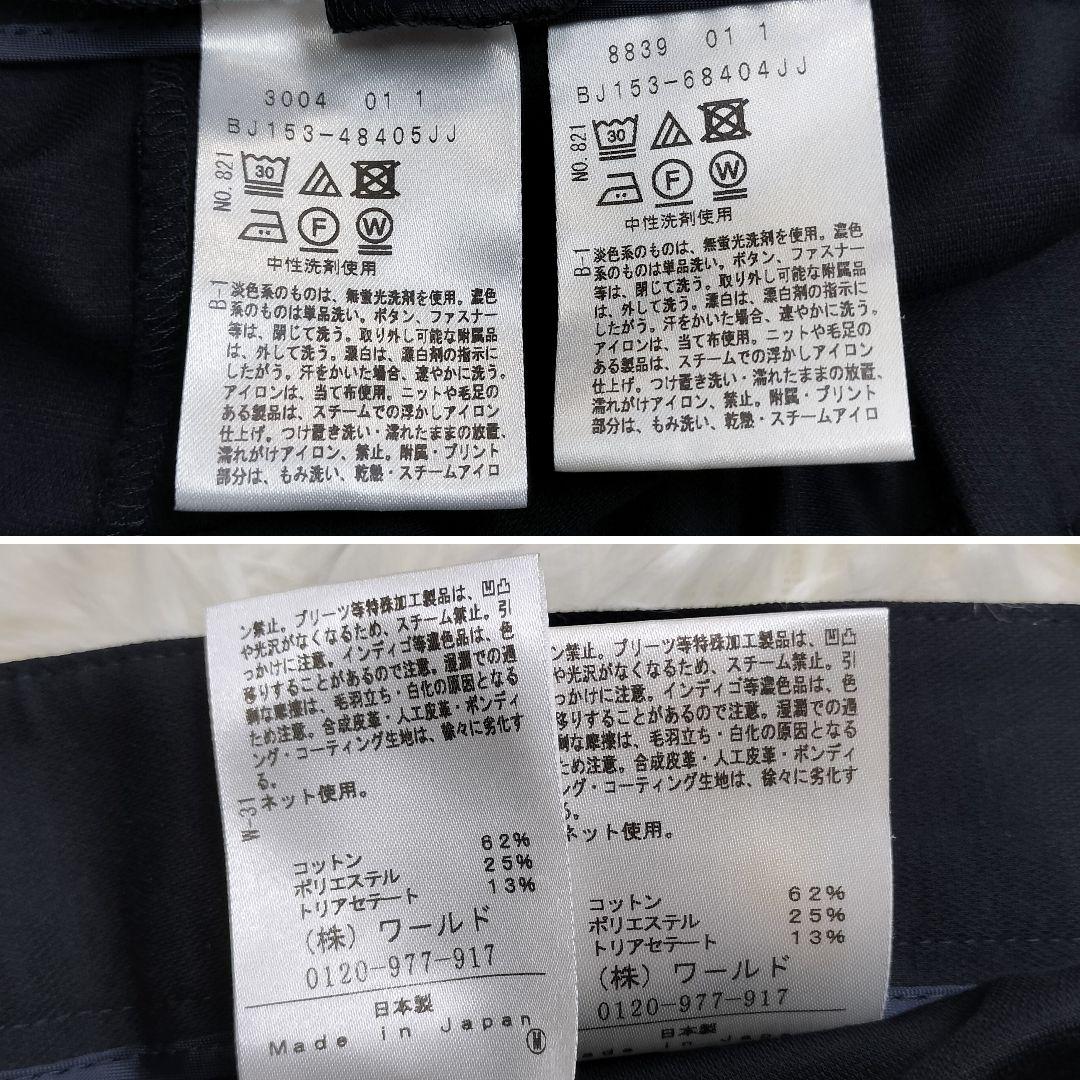 3004 01 1
BJ153-48405JJ
NO.821
30
F W
中性洗剤使用
B-1
淡色系のものは、無蛍光洗剤を使用。濃色
系のものは単品洗い。ボタン、ファスナー
等は、閉じて洗う。取り外し可能な附属品
は、外して洗う。漂白は、漂白剤の指示に
したがう。汗をかいた場合、速やかに洗う。
アイロンは、当て布使用。ニットや毛足の
ある製品は、スチームでの浮かしアイロン
仕上げ。つけ置き洗い・濡れたままの放置、
濡れがけアイロン、禁止。附属・プリント
部分は、もみ洗い、乾熱・スチームアイロ
8839 01 1
BJ153-68404JJ
NO.821
30
F W
中性洗剤使用
B-1
淡色系のものは、無蛍光洗剤を使用。濃色
系のものは単品洗い。ボタン、ファスナー
等は、閉じて洗う。取り外し可能な附属品
は、外して洗う。漂白は、漂白剤の指示に
したがう。汗をかいた場合、速やかに洗う。
アイロンは、当て布使用。ニットや毛足の
ある製品は、スチームでの浮かしアイロン
仕上げ。つけ置き洗い・濡れたままの放置、
濡れがけアイロン、禁止。附属・プリント
部分は、もみ洗い、乾熱・スチームアイロ
ン禁止。プリーツ等特殊加工製品は、凹凸
や光沢がなくなるため、スチーム禁止。引
っかけに注意。インディゴ等濃色品は、色
移りすることがあるので注意。湿潤での過
剰な摩擦は、毛羽立ち・白化の原因となる
ため注意。合成皮革・人工皮革・ボンディ
ング・コーティング生地は、徐々に劣化す
る。
W-31
ネット使用。
コットン 62%
ポリエステル 25%
トリアセテート 13%
(株)ワールド
0120-977-917
日本製
Made in Japan
M
ン禁止。プリーツ等特殊加工製品は、凹凸
や光沢がなくなるため、スチーム禁止。引
っかけに注意。インディゴ等濃色品は、色
移りすることがあるので注意。湿潤での過
剰な摩擦は、毛羽立ち・白化の原因となる
ため注意。合成皮革・人工皮革・ボンディ
ング・コーティング生地は、徐々に劣化す
る。
ネット使用。
コットン 62%
ポリエステル 25%
トリアセテート 13%
(株)ワールド
0120-977-917
日本製